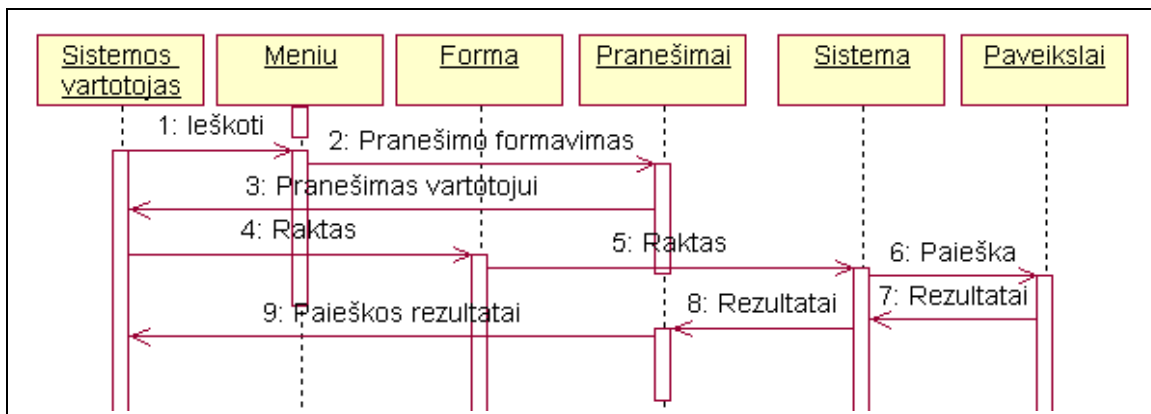 Sistemos
vartotojas
Meniu
Forma
Pranešimai
Sistema
Paveikslai
1: Ieškoti
2: Pranešimo formavimas
3: Pranešimas vartotojui
4: Raktas
5: Raktas
6: Paieška
7: Rezultatai
8: Rezultatai
9: Paieškos rezultatai